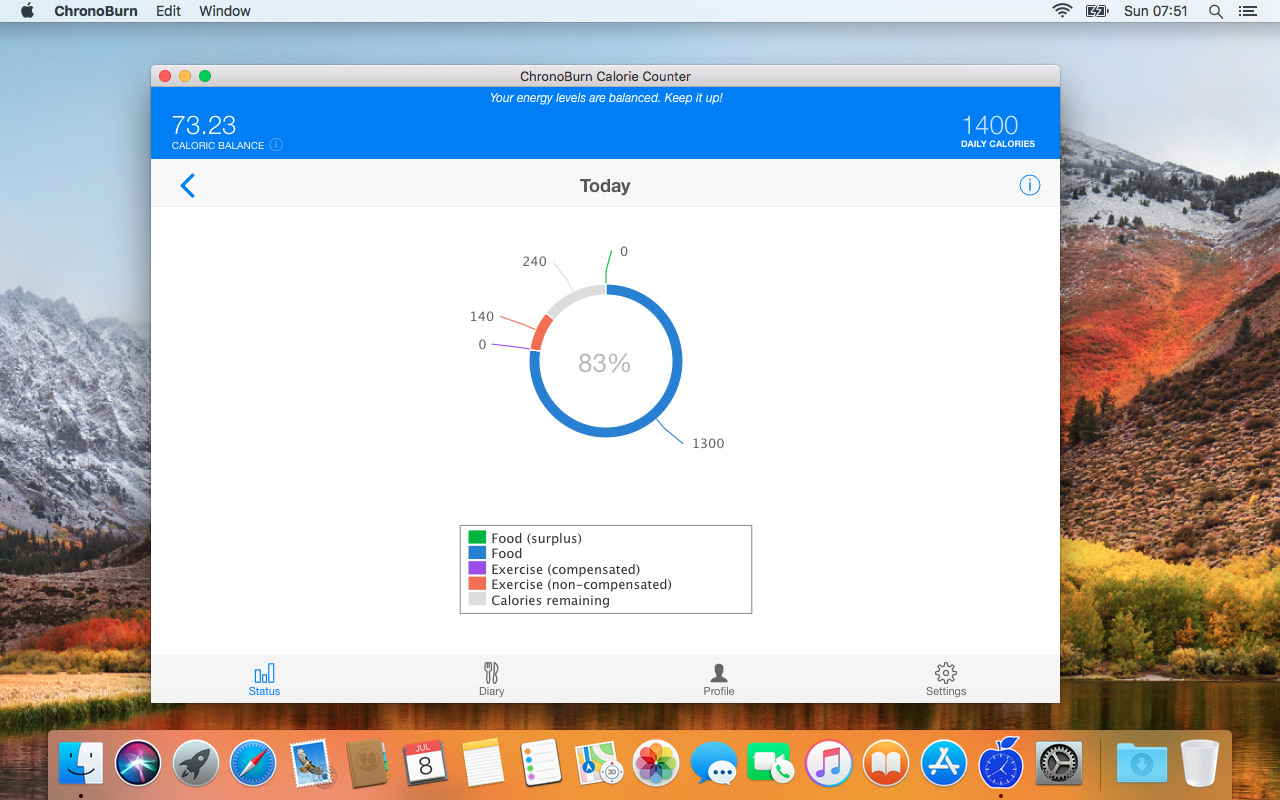 ChronoBurn Edit Window Sun 07:51
ChronoBurn Calorie Counter
Your energy levels are balanced. Keep it up!
73.23
CALORIC BALANCE
1400
DAILY CALORIES
Today
0
240
140
0
83%
1300
Food (surplus)
Food
Exercise (compensated)
Exercise (non-compensated)
Calories remaining
Status Diary Profile Settings
JUL
8
3D